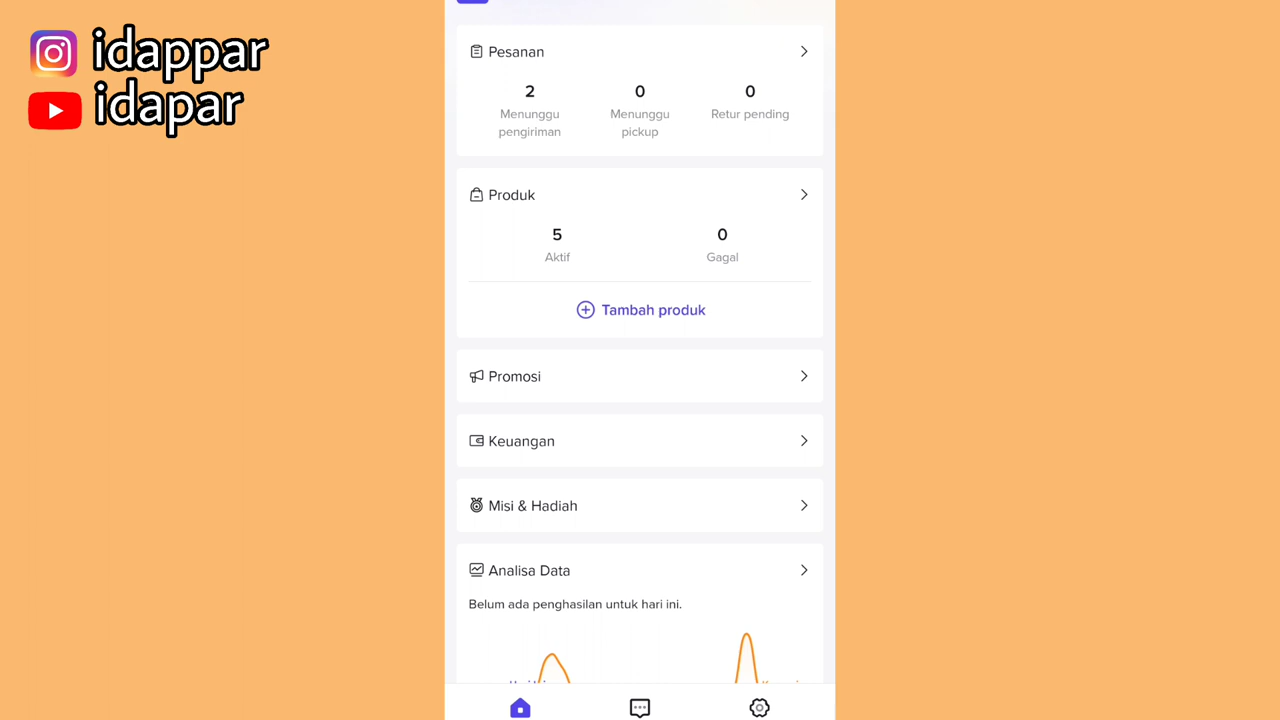 idappar
idapar
Pesanan
2
Menunggu
pengiriman
0
Menunggu
pickup
0
Retur pending
Produk
5
Aktif
0
Gagal
Tambah produk
Promosi
Keuangan
Misi & Hadiah
Analisa Data
Belum ada penghasilan untuk hari ini.